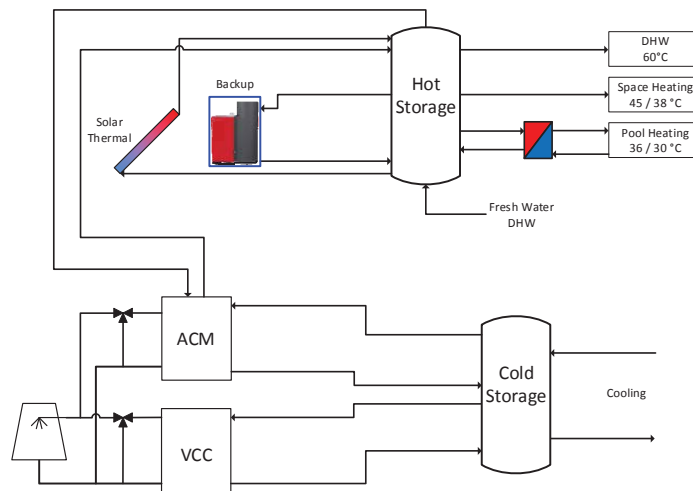 DHW
60°C
Hot
Storage
Backup
Space Heating
45 / 38 °C
Solar
Thermal
Pool Heating
36 / 30°C
Fresh Water
DHW
ACM
Cold
Storage
Cooling
VCC